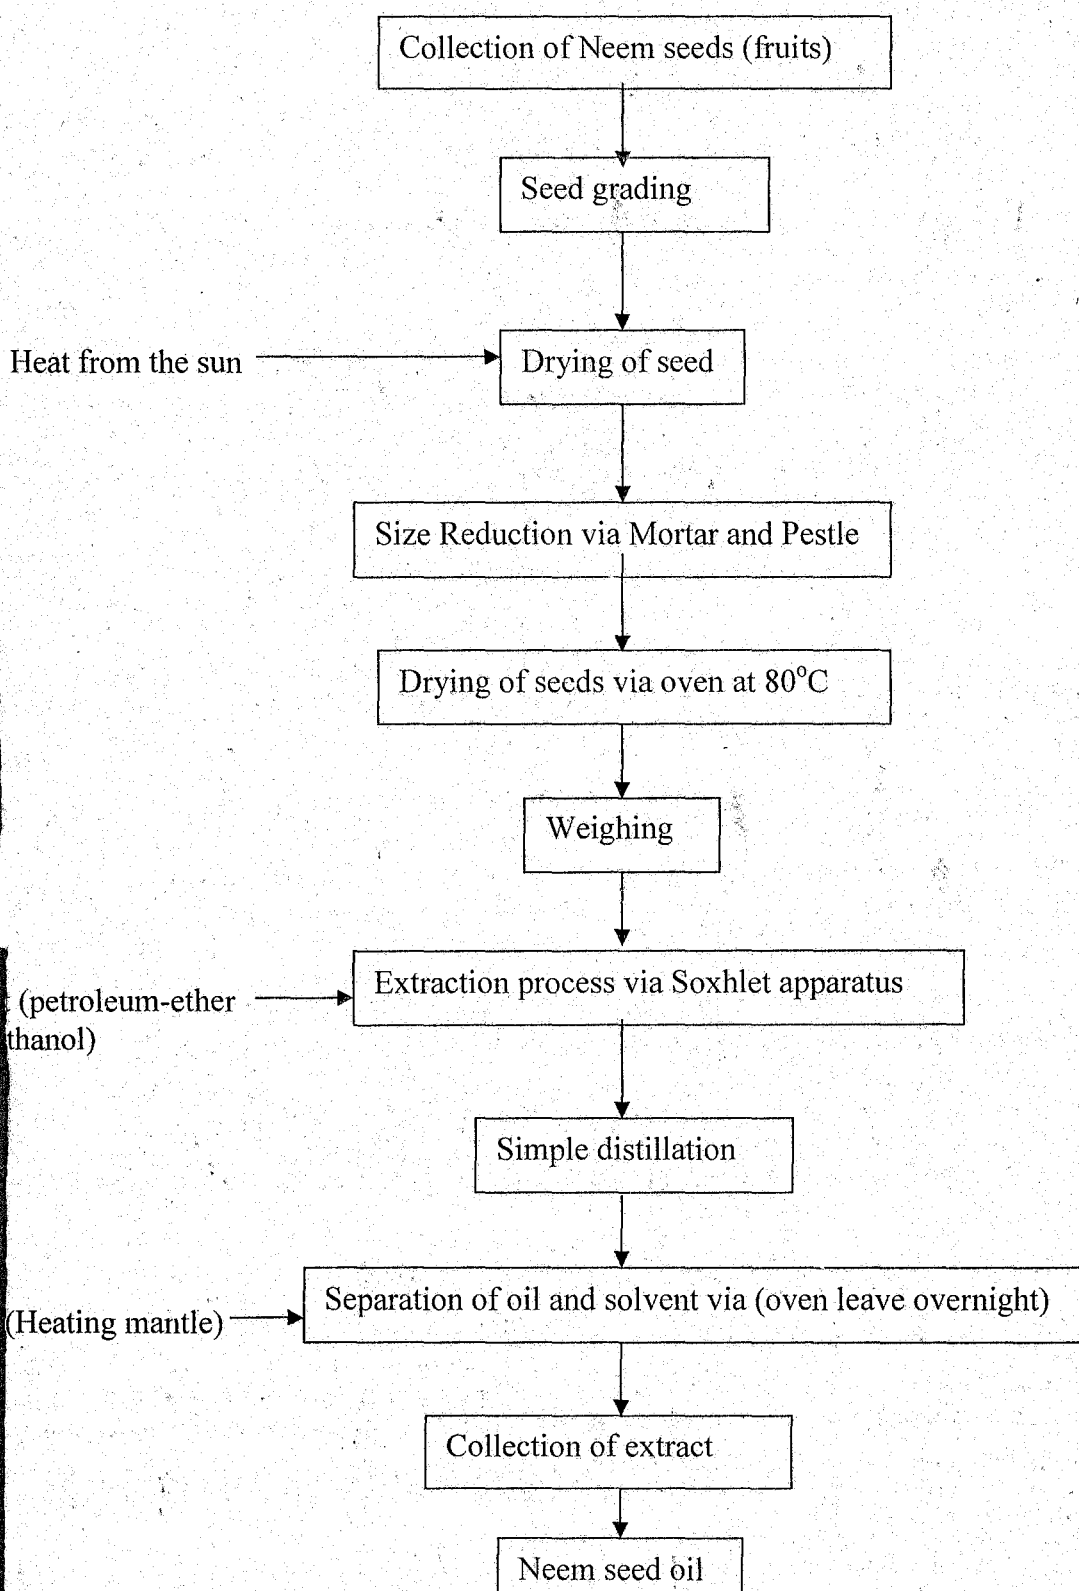 Collection of Neem seeds (fruits)
Seed grading
Heat from the sun
Drying of seed
Size Reduction via Mortar and Pestle
Drying of seeds via oven at 80°C
Weighing
Extraction process via Soxhlet apparatus
(petroleum-ether
thanol)
Simple distillation
Separation of oil and solvent via (oven leave overnight)
(Heating mantle)
Collection of extract
Neem seed oil